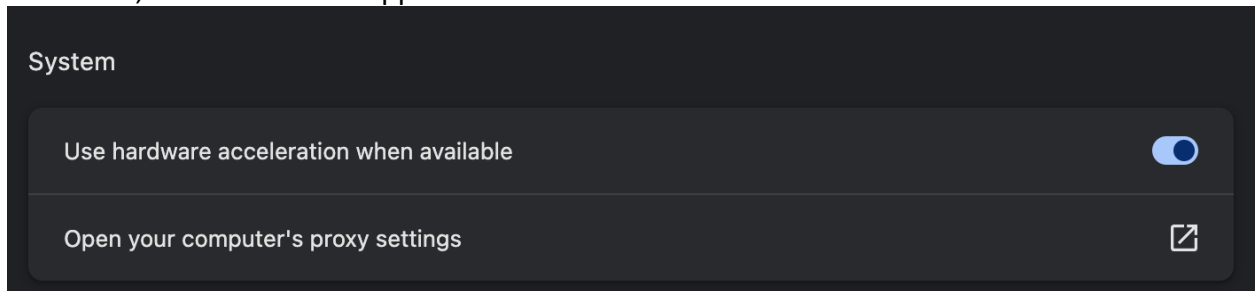 System
Use hardware acceleration when available
Open your computer's proxy settings